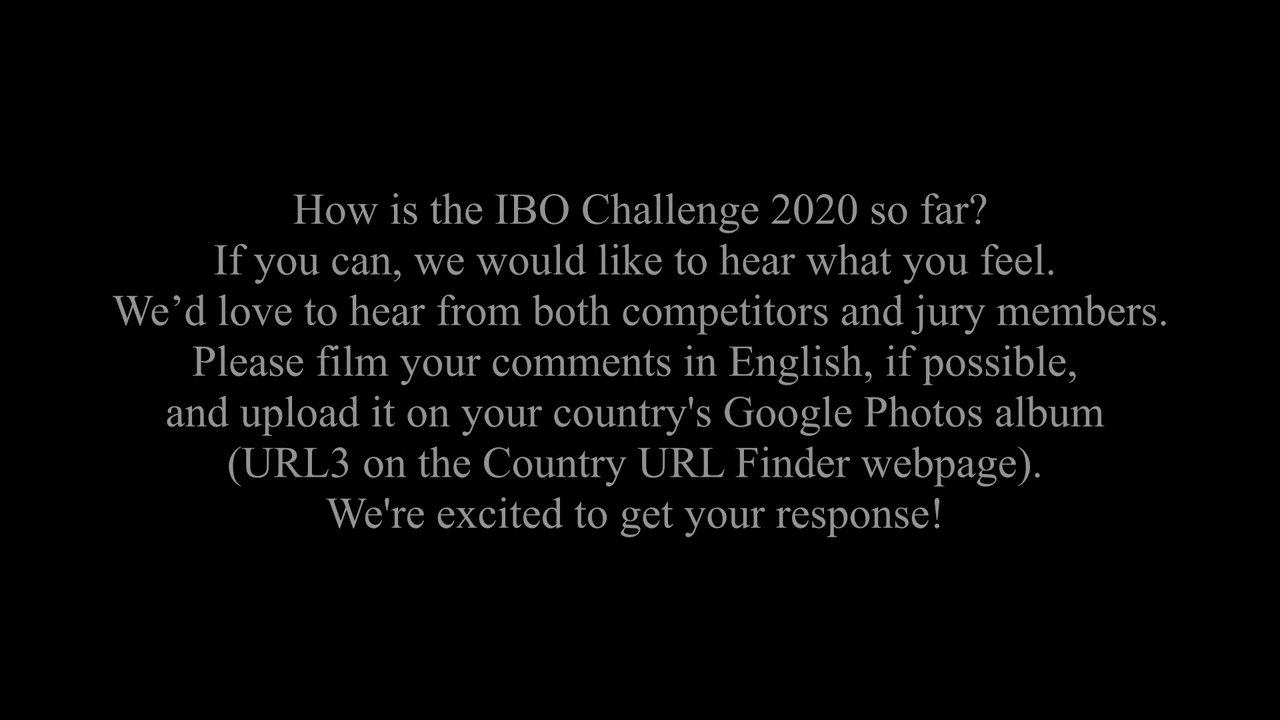 How is the IBO Challenge 2020 so far?
If you can, we would like to hear what you feel.
We’d love to hear from both competitors and jury members.
Please film your comments in English, if possible,
and upload it on your country's Google Photos album
(URL3 on the Country URL Finder webpage).
We're excited to get your response!